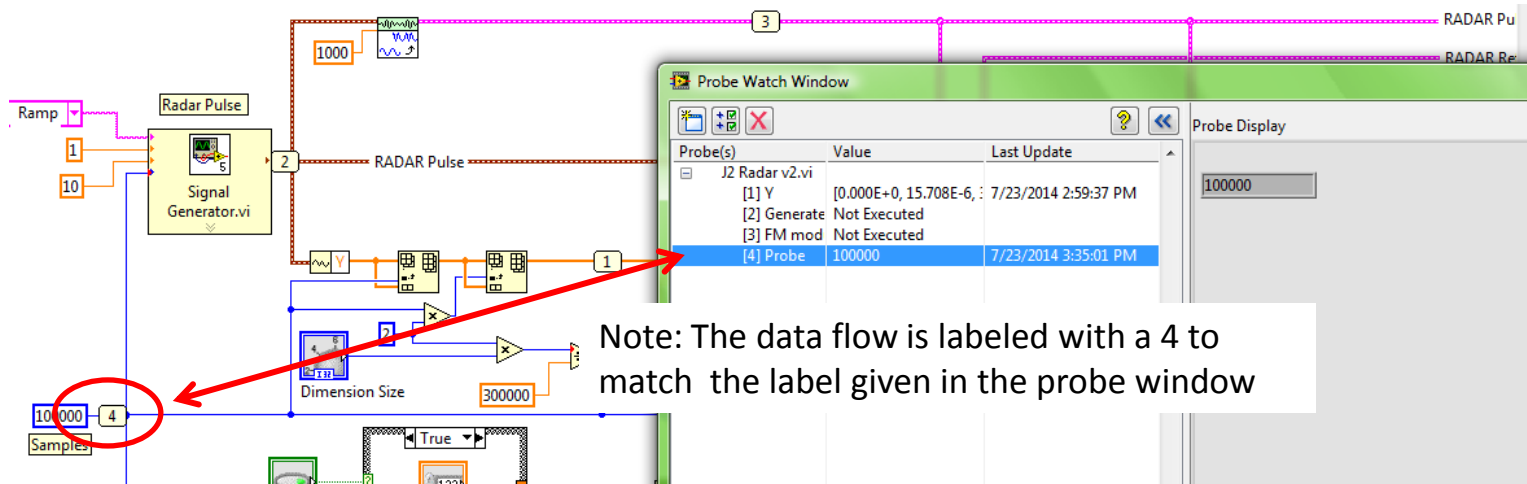 3
RADAR Pu
1000
RADAR Re
Probe Watch Window
Ramp
Radar Pulse
Probe Display
1
2
RADAR Pulse
Probe(s) Value Last Update
J2 Radar v2.vi
10
5
Signal
Generator.vi
100000
[1] Y [0.000E+0, 15.708E-6, 7/23/2014 2:59:37 PM
[2] Generate Not Executed
[3] FM mod Not Executed
[4] Probe 100000 7/23/2014 3:35:01 PM
Y
1
2
I32
Dimension Size
300000
Note: The data flow is labeled with a 4 to
match the label given in the probe window
100000 4
Samples
True